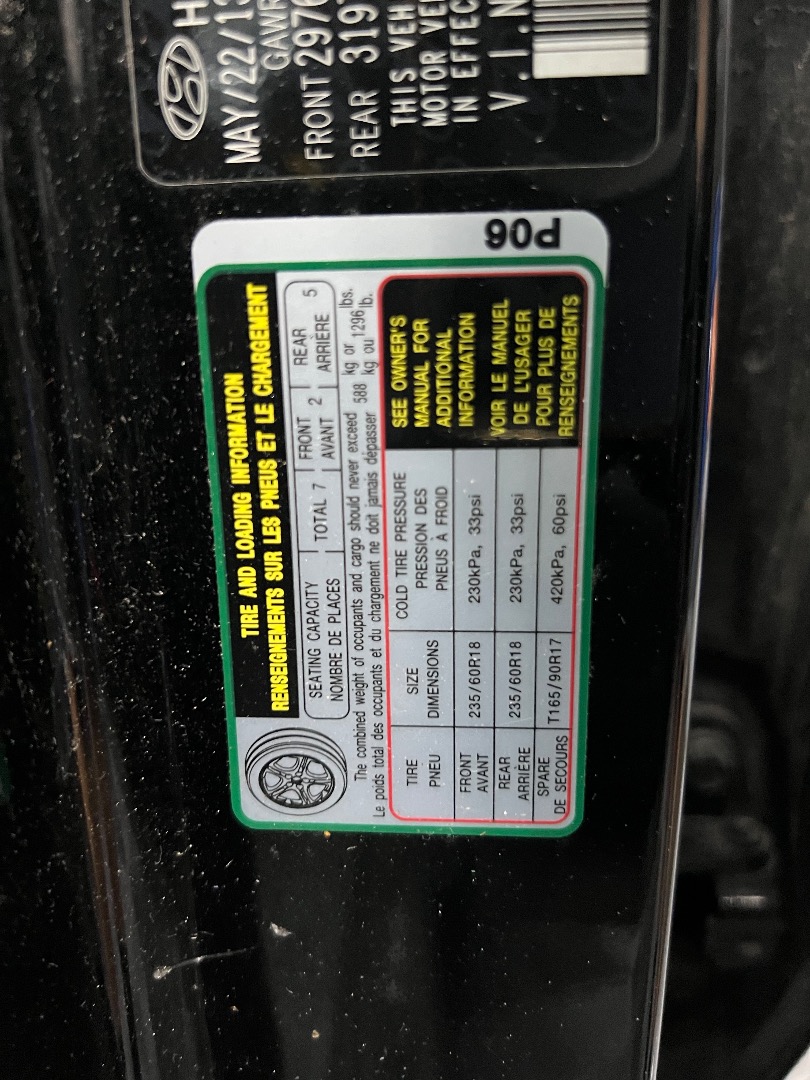 MAY/22/13
GAWR
FRONT 2976
REAR 319
THIS VEH
MOTOR VE
IN EFFEC
V.I.N
P06
TIRE AND LOADING INFORMATION
RENSEIGNEMENTS SUR LES PNEUS ET LE CHARGEMENT
SEATING CAPACITY TOTAL 7 FRONT 2 REAR 5
NOMBRE DE PLACES AVANT ARRIÈRE
The combined weight of occupants and cargo should never exceed 588 kg or 1296 lbs.
Le poids total des occupants et du chargement ne doit jamais dépasser kg ou lb.
TIRE SIZE COLD TIRE PRESSURE
PNEU DIMENSIONS PRESSION DES
PNEUS À FROID
FRONT 235/60R18 230kPa, 33psi
AVANT
REAR 235/60R18 230kPa, 33psi
ARRIÈRE
SPARE T165/90R17 420kPa, 60psi
DE SECOURS
SEE OWNER'S
MANUAL FOR
ADDITIONAL
INFORMATION
VOIR LE MANUEL
DE L'USAGER
POUR PLUS DE
RENSEIGNEMENTS